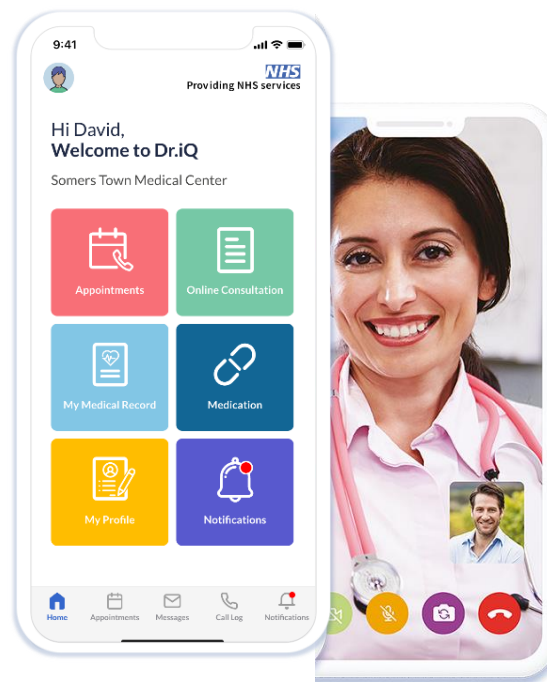 9:41
NHS
Providing NHS services
Hi David,
Welcome to Dr.iQ
Somers Town Medical Center
Appointments
Online Consultation
My Medical Record
Medication
My Profile
Notifications
Home
Appointments
Messages
Call Log
Notifications